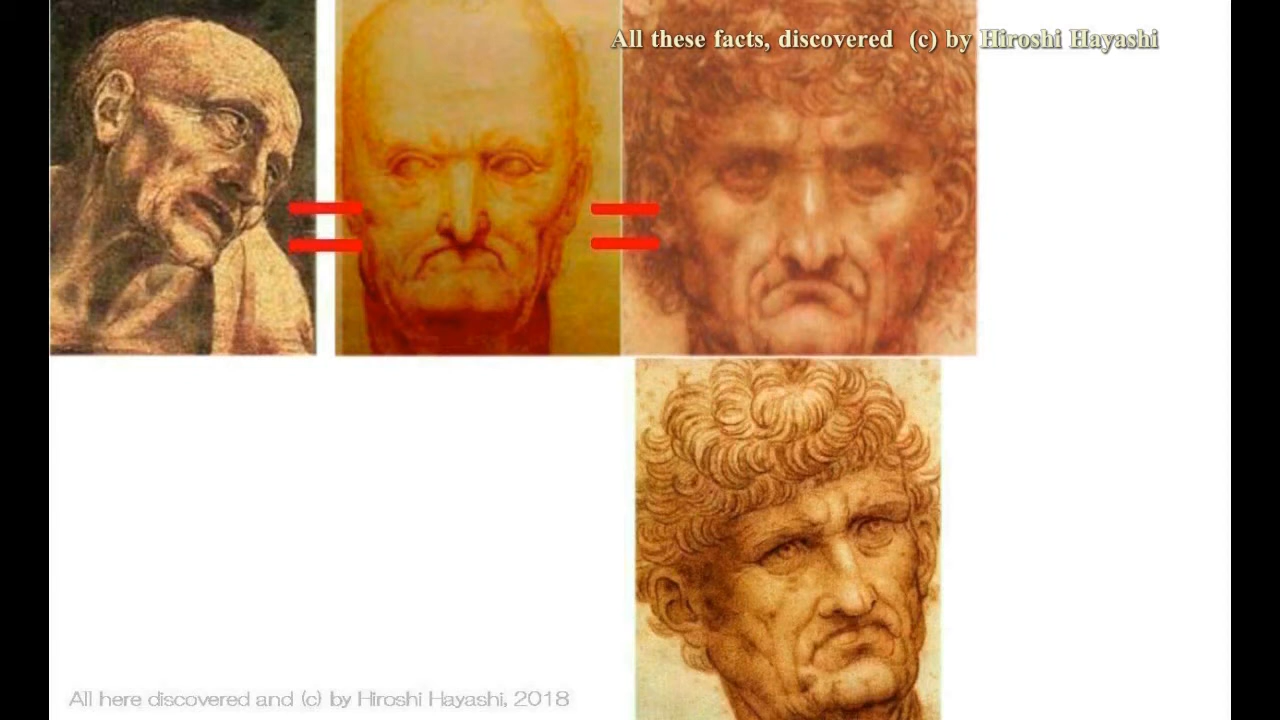 All these facts, discovered (c) by Hiroshi Hayashi
All here discovered and (c) by Hiroshi Hayashi, 2018